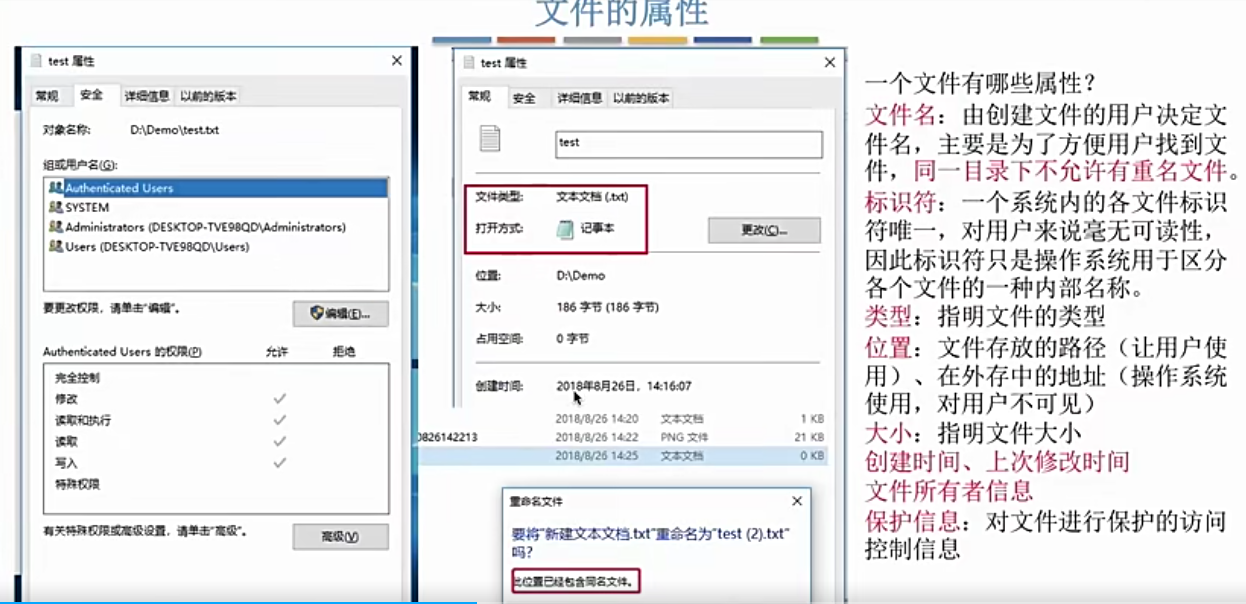 文件的属性
test 属性
常规 安全 详细信息 以前的版本
对象名称: D:\Demo\test.txt
组或用户名(G):
Authenticated Users
SYSTEM
Administrators (DESKTOP-TVE98QD\Administrators)
Users (DESKTOP-TVE98QD\Users)
要更改权限，请单击"编辑"。
编辑(E)...
Authenticated Users 的权限(P) 允许 拒绝
完全控制
修改
读取和执行
读取
写入
特殊权限
有关特殊权限或高级设置，请单击"高级"。
高级(V)
test 属性
常规 安全 详细信息 以前的版本
test
文件类型: 文本文档 (.txt)
打开方式: 记事本
更改(C)...
位置: D:\Demo
大小: 186 字节 (186 字节)
占用空间: 0 字节
创建时间: 2018年8月26日，14:16:07
2018/8/26 14:20 文本文档 1 KB
0826142213 2018/8/26 14:22 PNG 文件 21 KB
2018/8/26 14:25 文本文档 0 KB
重命名文件
要将"新建文本文档.txt"重命名为"test (2).txt"
吗?
此位置已经包含同名文件。
一个文件有哪些属性？
文件名：由创建文件的用户决定文
件名，主要是为了方便用户找到文
件，同一目录下不允许有重名文件。
标识符：一个系统内的各文件标识
符唯一，对用户来说毫无可读性，
因此标识符只是操作系统用于区分
各个文件的一种内部名称。
类型：指明文件的类型
位置：文件存放的路径（让用户使
用）、在外存中的地址（操作系统
使用，对用户不可见）
大小：指明文件大小
创建时间、上次修改时间
文件所有者信息
保护信息：对文件进行保护的访问
控制信息